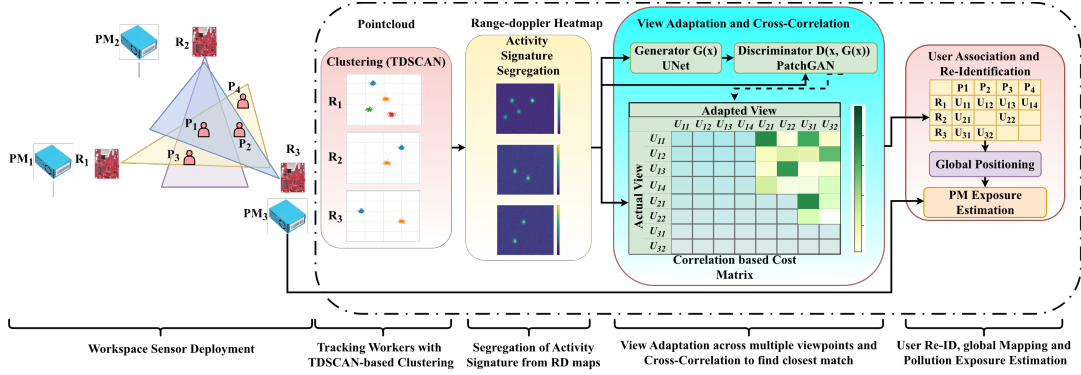 PM2
R2
P4
P1
P2
P3
PM1
R1
R3
PM3
Workspace Sensor Deployment
Pointcloud
Clustering (TDSCAN)
R1
R2
R3
Tracking Workers with
TDSCAN-based Clustering
Range-doppler Heatmap
Activity
Signature
Segregation
Segregation of Activity
Signature from RD maps
View Adaptation and Cross-Correlation
Generator G(x)
UNet
Discriminator D(x, G(x))
PatchGAN
Adapted View
U11 U12 U13 U14 U21 U22 U31 U32
Actual View
U11
U12
U13
U14
U21
U22
U31
U32
Correlation based Cost
Matrix
View Adaptation across multiple viewpoints and
Cross-Correlation to find closest match
User Association and
Re-Identification
P1 P2 P3 P4
R1 U11 U12 U13 U14
R2 U21 U22
R3 U31 U32
Global Positioning
PM Exposure
Estimation
User Re-ID, global Mapping and
Pollution Exposure Estimation